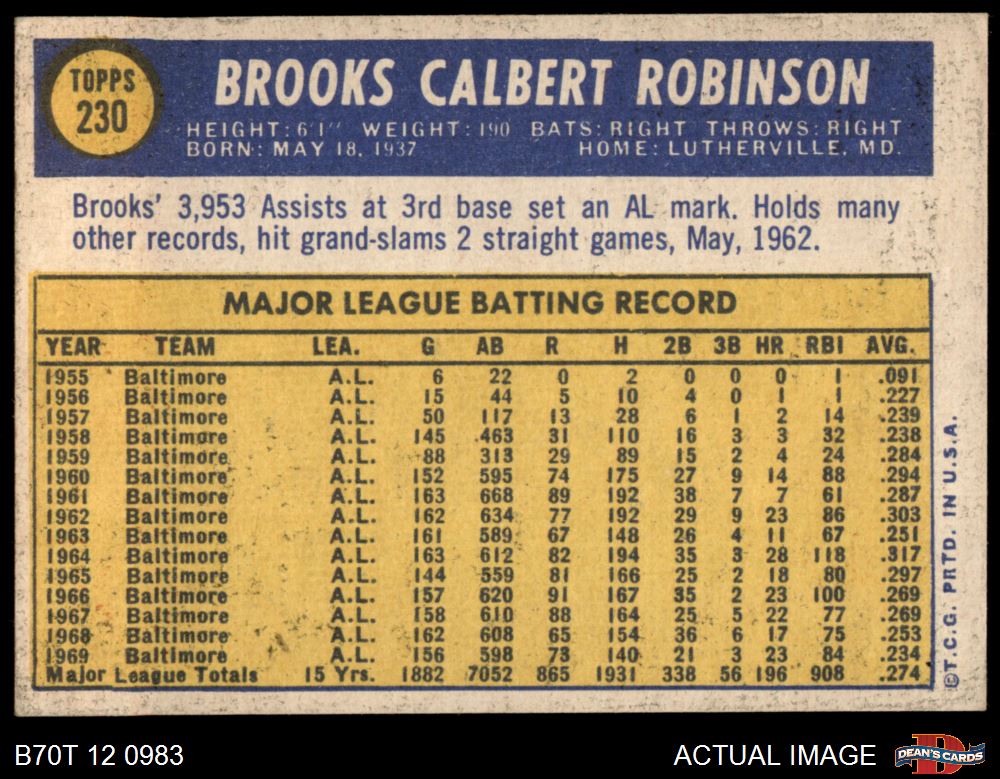 TOPPS
230
BROOKS CALBERT ROBINSON
HEIGHT: 6'1" WEIGHT: 190 BATS: RIGHT THROWS: RIGHT
BORN: MAY 18, 1937 HOME: LUTHERVILLE, MD.
Brooks' 3,953 Assists at 3rd base set an AL mark. Holds many
other records, hit grand-slams 2 straight games, May, 1962.
MAJOR LEAGUE BATTING RECORD
YEAR TEAM LEA. G AB R H 2B 3B HR RBI AVG.
1955 Baltimore A.L. 6 22 0 2 0 0 0 1 .091
1956 Baltimore A.L. 15 44 5 10 4 0 1 1 .227
1957 Baltimore A.L. 50 117 13 28 6 1 2 14 .239
1958 Baltimore A.L. 145 463 31 110 16 3 3 32 .238
1959 Baltimore A.L. 88 313 29 89 15 2 4 24 .284
1960 Baltimore A.L. 152 595 74 175 27 9 14 88 .294
1961 Baltimore A.L. 163 668 89 192 38 7 7 61 .287
1962 Baltimore A.L. 162 634 77 192 29 9 23 86 .303
1963 Baltimore A.L. 161 589 67 148 26 4 11 67 .251
1964 Baltimore A.L. 163 612 82 194 35 3 28 118 .317
1965 Baltimore A.L. 144 559 81 166 25 2 18 80 .297
1966 Baltimore A.L. 157 620 91 167 35 2 23 100 .269
1967 Baltimore A.L. 158 610 88 164 25 5 22 77 .269
1968 Baltimore A.L. 162 608 65 154 36 6 17 75 .253
1969 Baltimore A.L. 156 598 73 140 21 3 23 84 .234
Major League Totals 15 Yrs. 1882 7052 865 1931 338 56 196 908 .274
©T.C.G. PRTD. IN U.S.A.
B70T 12 0983 ACTUAL IMAGE
D
DEAN'S CARDS